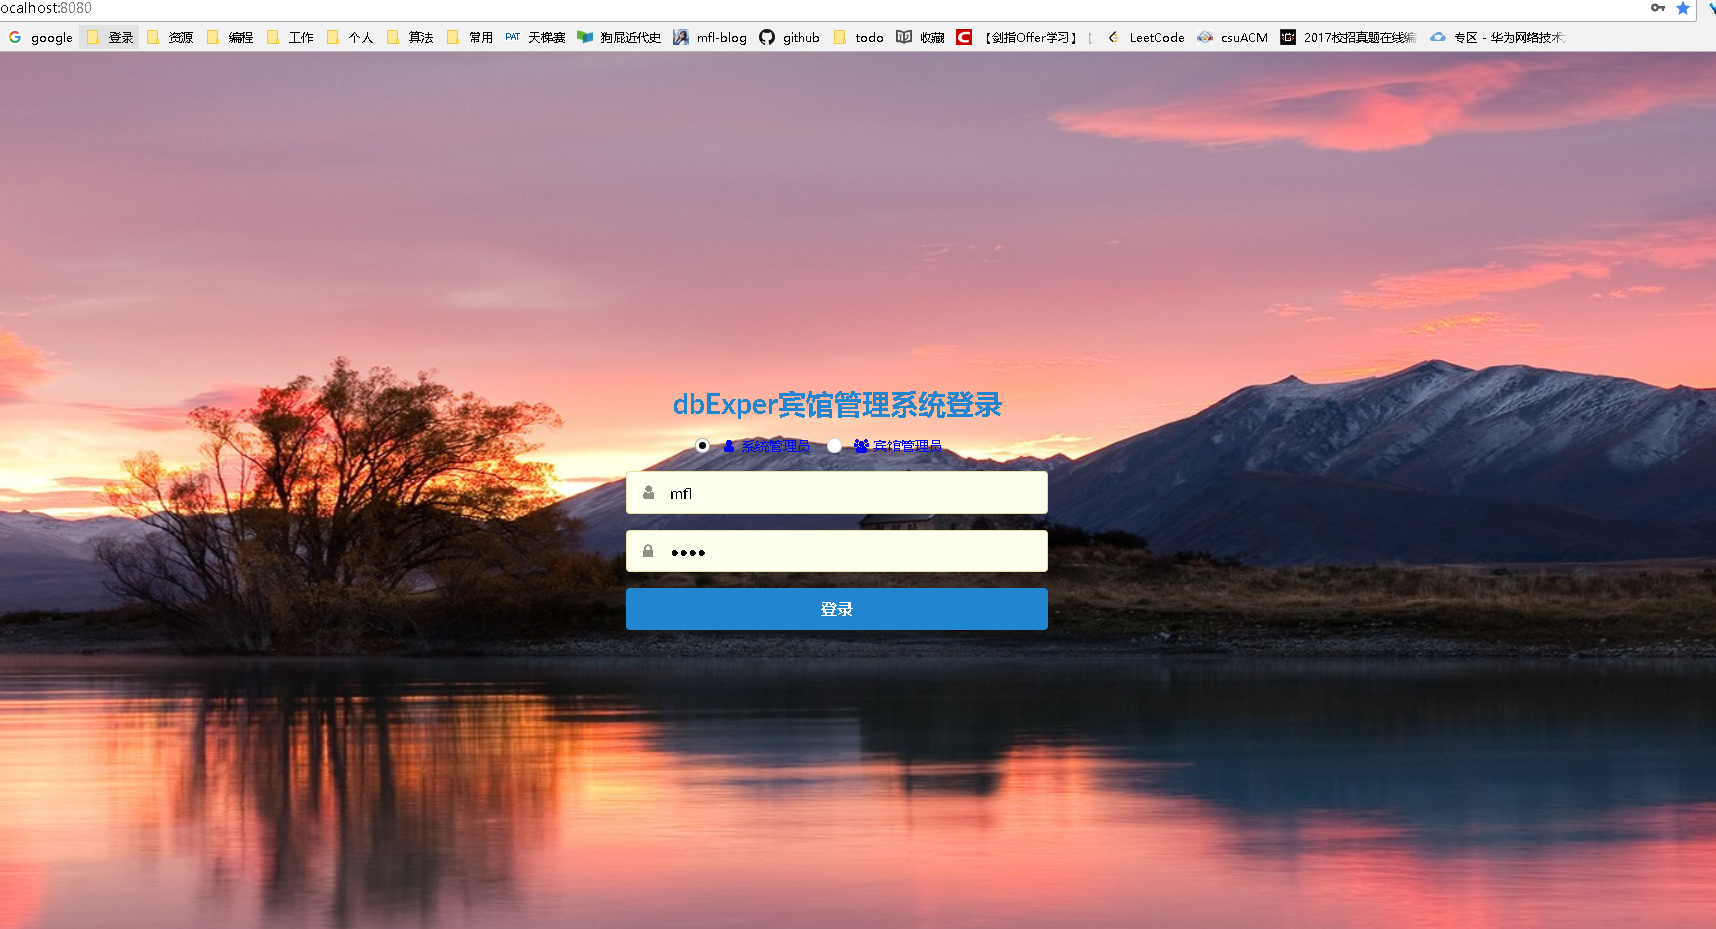 ocalhost:8080
google 登录 资源 编程 工作 个人 算法 常用 PAT 天梯赛 狗屁近代史 mfl-blog github todo 收藏 C 【剑指Offer学习】 LeetCode csuACM 2017校招真题在线编 专区 - 华为网络技术
dbExper宾馆管理系统登录
系统管理员 宾馆管理员
mfl
登录